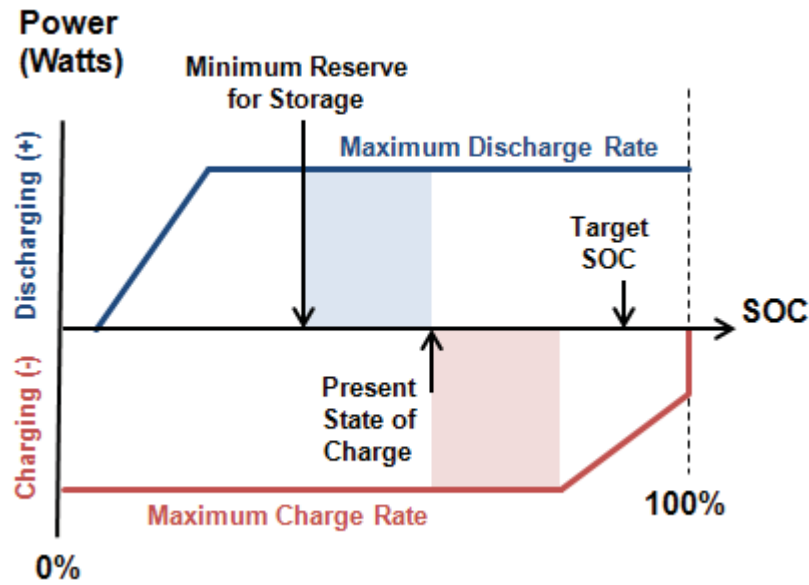 Power
(Watts)
Minimum Reserve
for Storage
Discharging (+)
Maximum Discharge Rate
Target
SOC
SOC
Charging (-)
Present
State of
Charge
Maximum Charge Rate
100%
0%